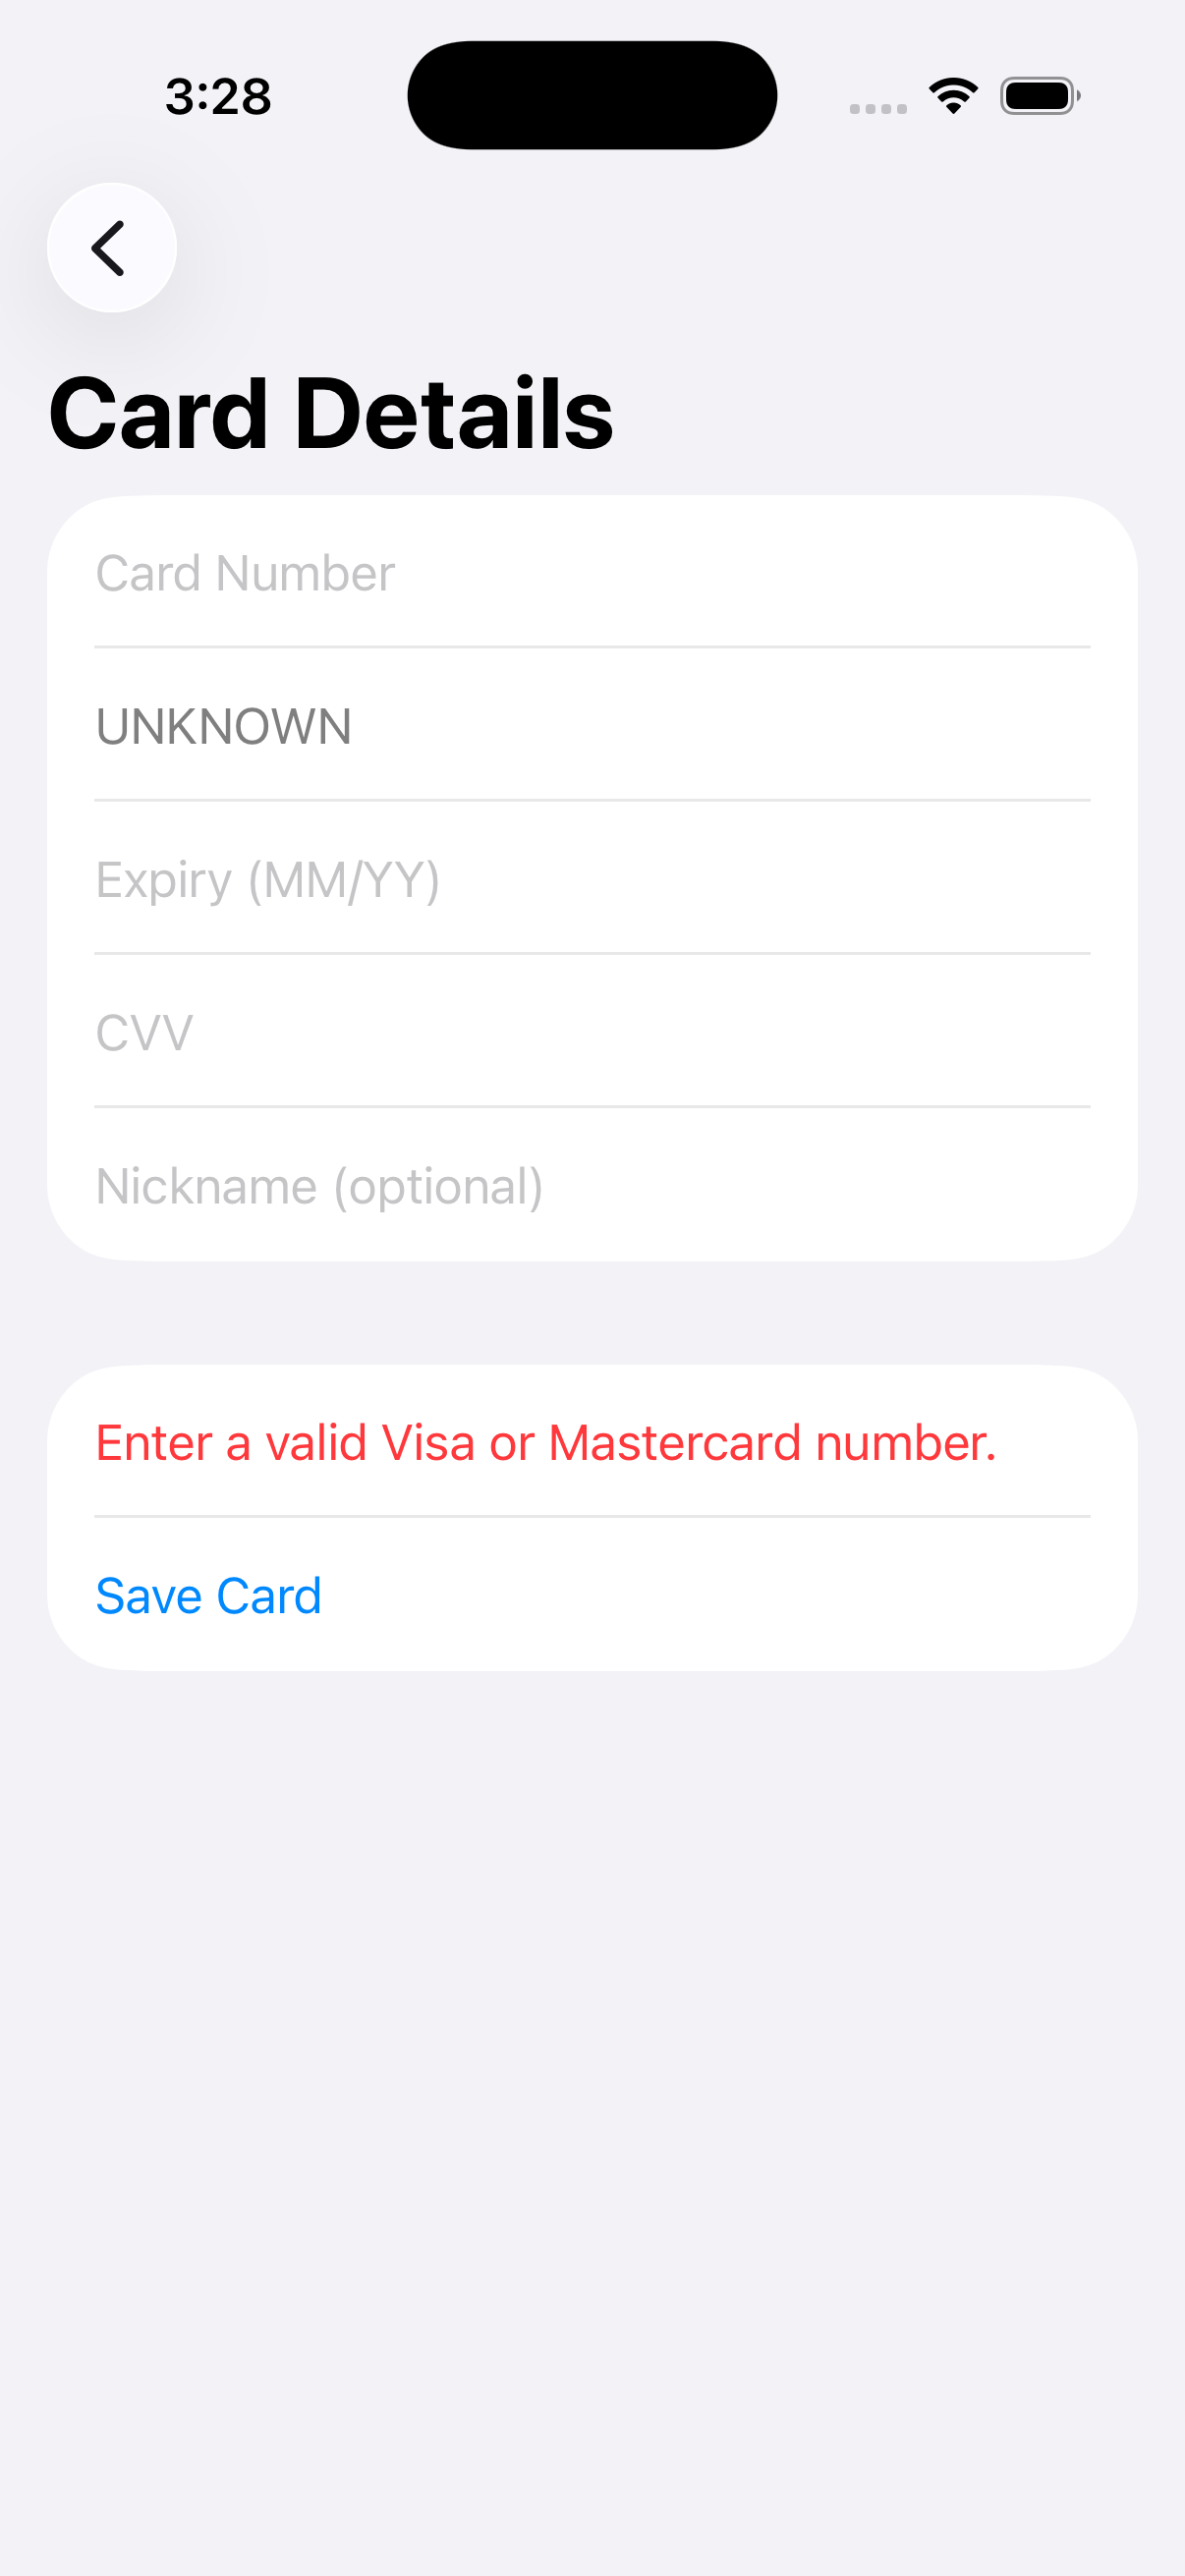 3:28
Card Details
Card Number
UNKNOWN
Expiry (MM/YY)
CVV
Nickname (optional)
Enter a valid Visa or Mastercard number.
Save Card